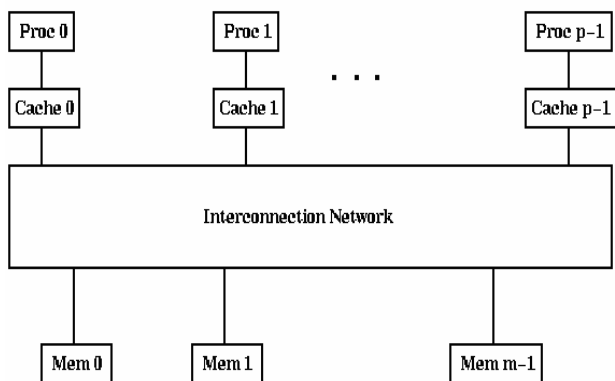 Proc 0 Proc 1 Proc p-1
. . .
Cache 0 Cache 1 Cache p-1
Interconnection Network
Mem 0 Mem 1 Mem m-1